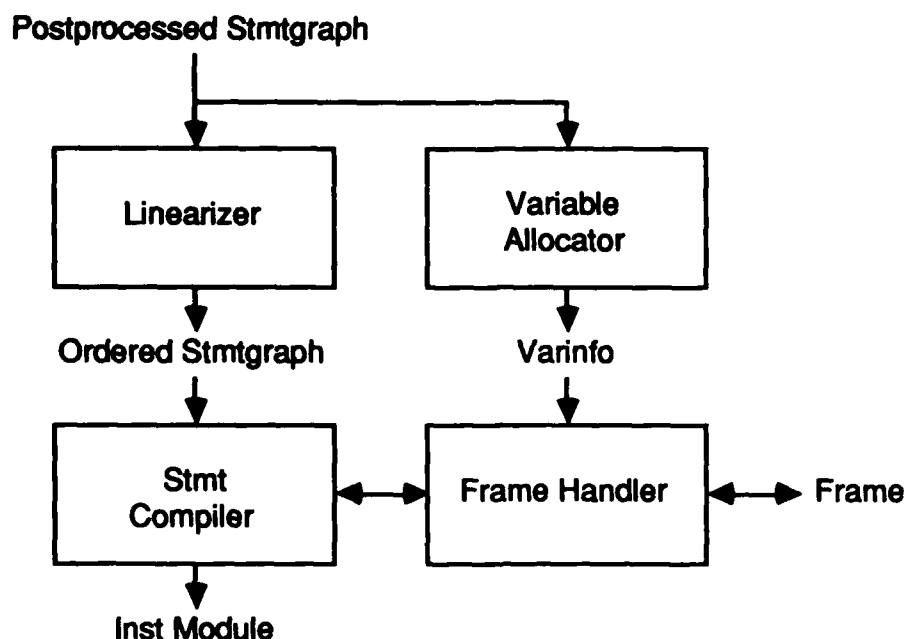 Postprocessed Stmtgraph
Linearizer
Variable
Allocator
Ordered Stmtgraph
Varinfo
Stmt
Compiler
Frame Handler
Frame
Inst Module